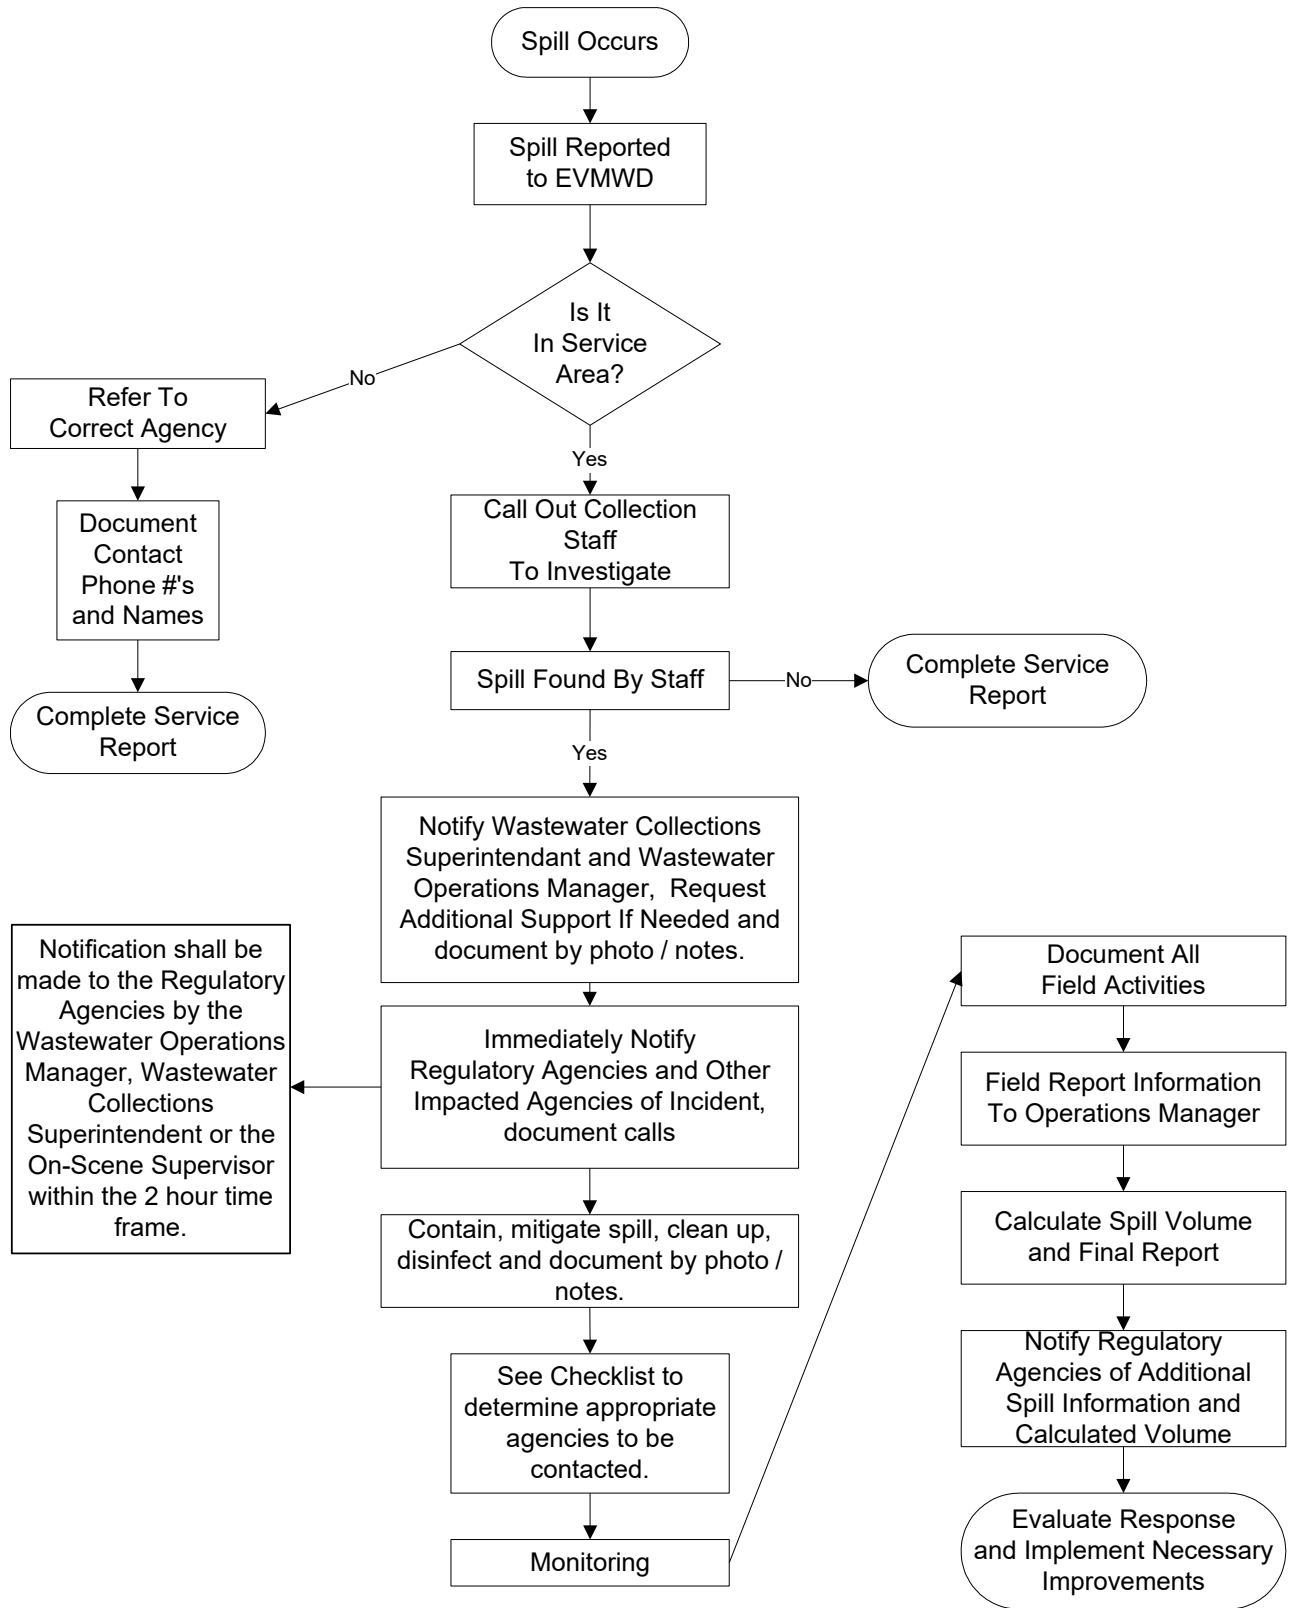 Spill Occurs
Spill Reported
to EVMWD
Is It
In Service
Area?
No
Refer To
Correct Agency
Document
Contact
Phone #'s
and Names
Complete Service
Report
Yes
Call Out Collection
Staff
To Investigate
Spill Found By Staff
No
Complete Service
Report
Yes
Notify Wastewater Collections
Superintendant and Wastewater
Operations Manager,  Request
Additional Support If Needed and
document by photo / notes.
Immediately Notify
Regulatory Agencies and Other
Impacted Agencies of Incident,
document calls
Notification shall be
made to the Regulatory
Agencies by the
Wastewater Operations
Manager, Wastewater
Collections
Superintendent or the
On-Scene Supervisor
within the 2 hour time
frame.
Contain, mitigate spill, clean up,
disinfect and document by photo /
notes.
See Checklist to
determine appropriate
agencies to be
contacted.
Monitoring
Document All
Field Activities
Field Report Information
To Operations Manager
Calculate Spill Volume
and Final Report
Notify Regulatory
Agencies of Additional
Spill Information and
Calculated Volume
Evaluate Response
and Implement Necessary
Improvements